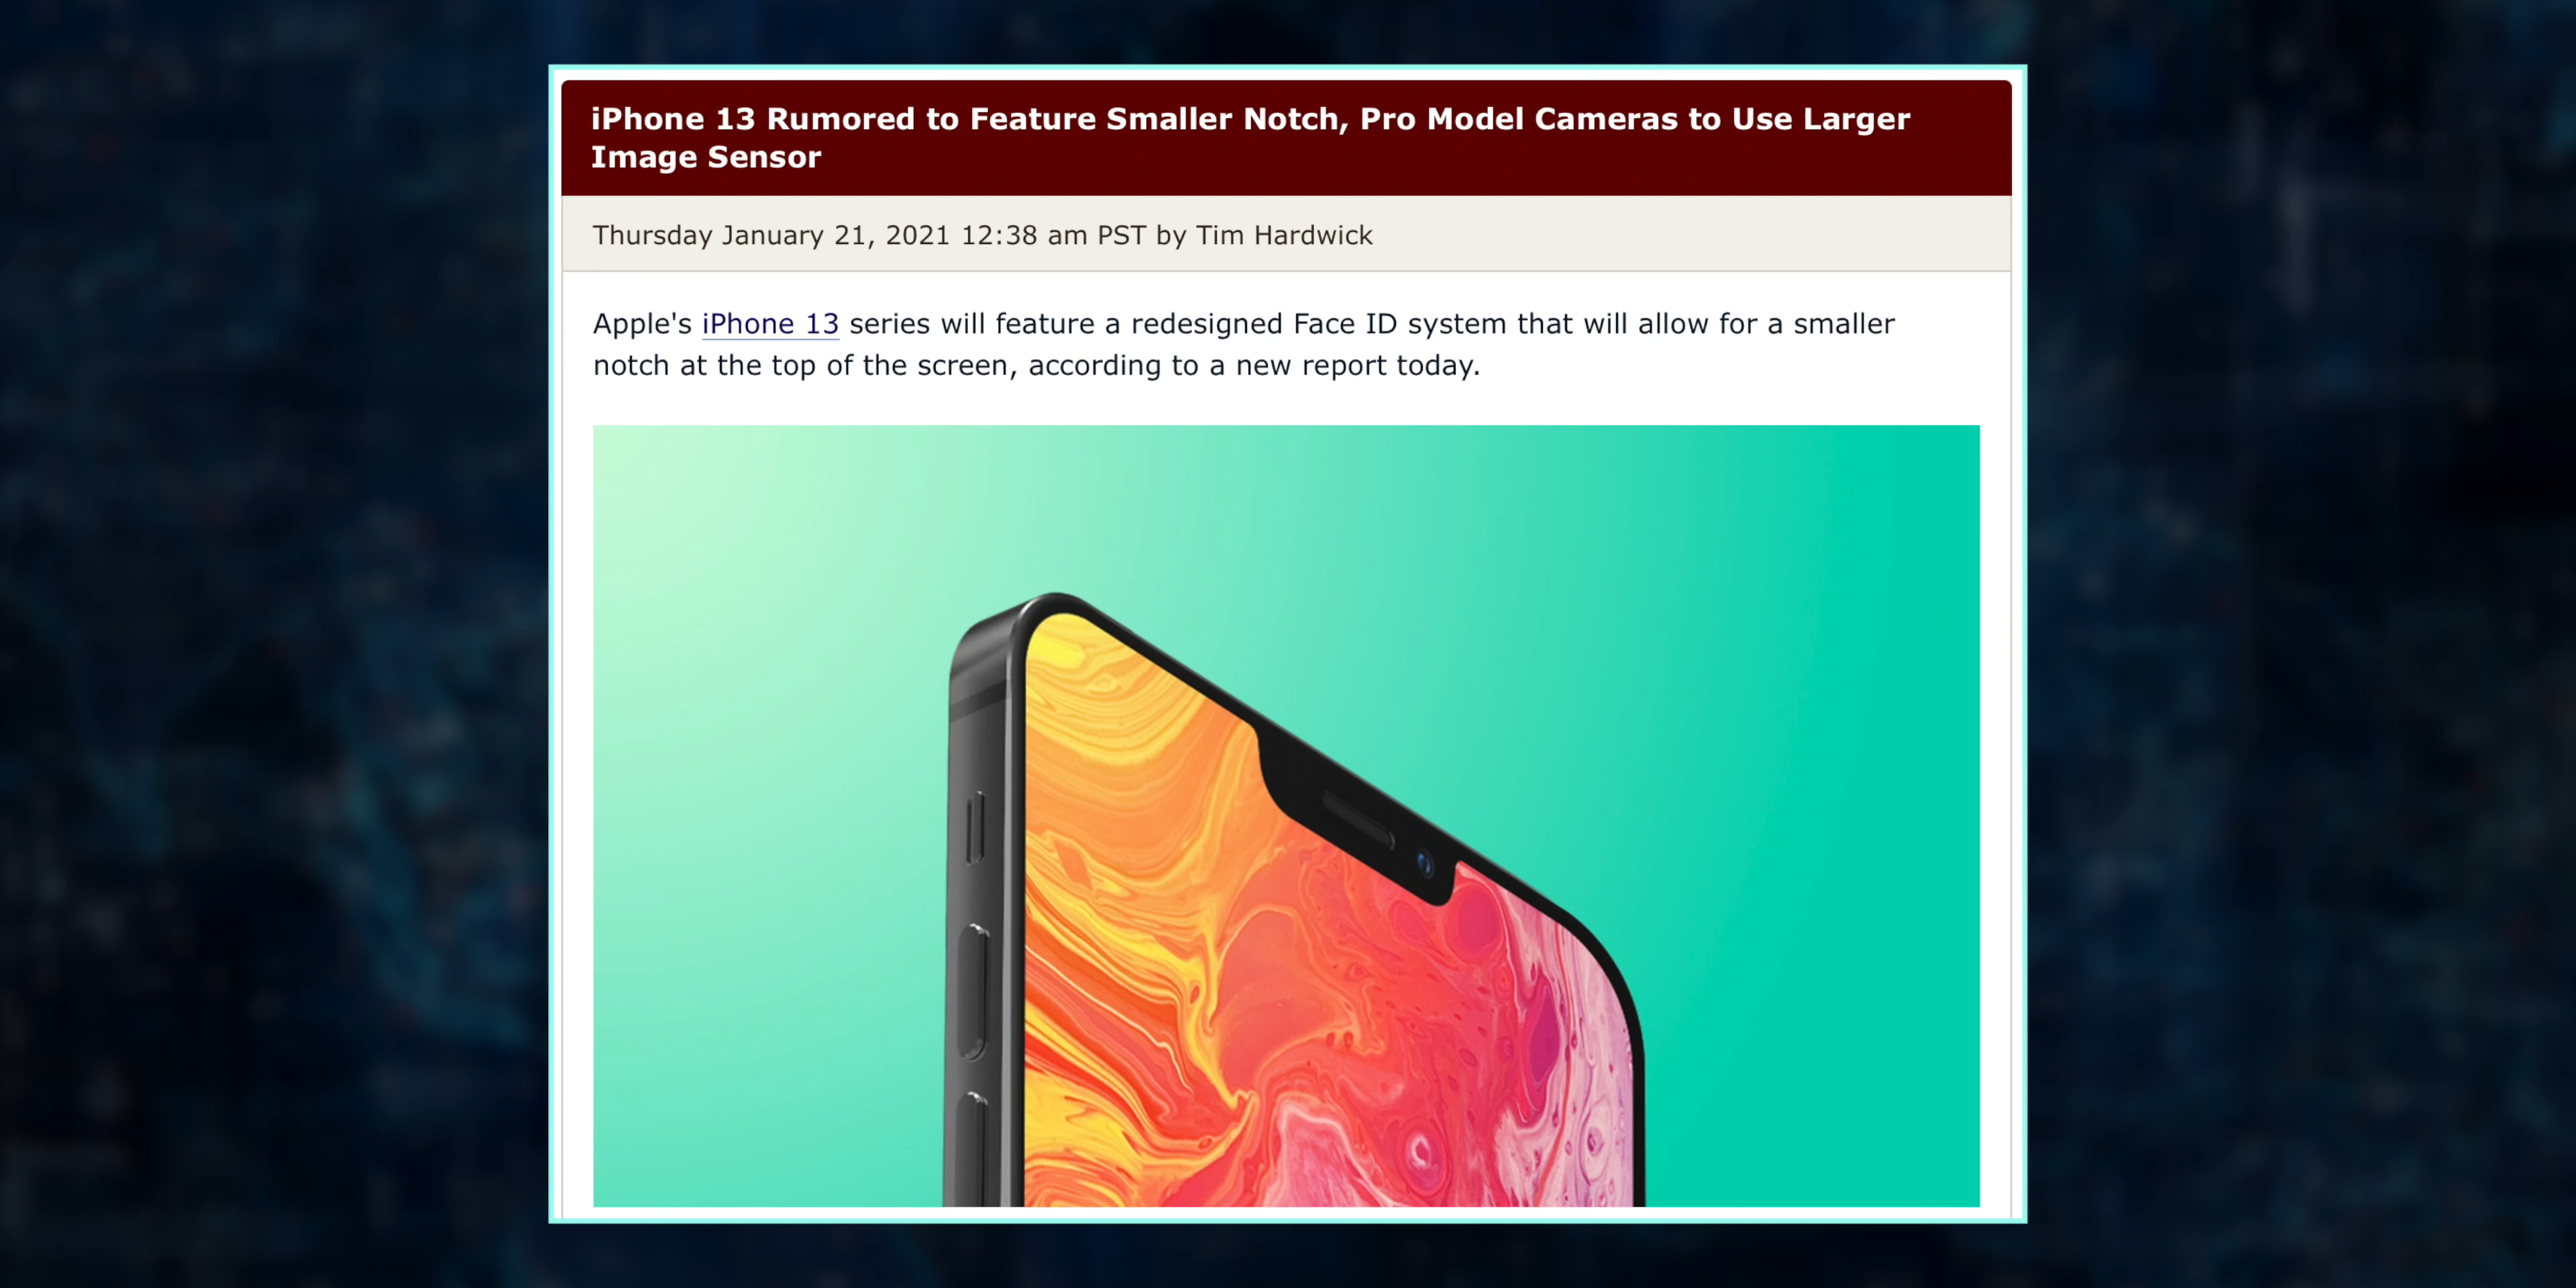 iPhone 13 Rumored to Feature Smaller Notch, Pro Model Cameras to Use Larger
Image Sensor
Thursday January 21, 2021 12:38 am PST by Tim Hardwick
Apple's iPhone 13 series will feature a redesigned Face ID system that will allow for a smaller
notch at the top of the screen, according to a new report today.